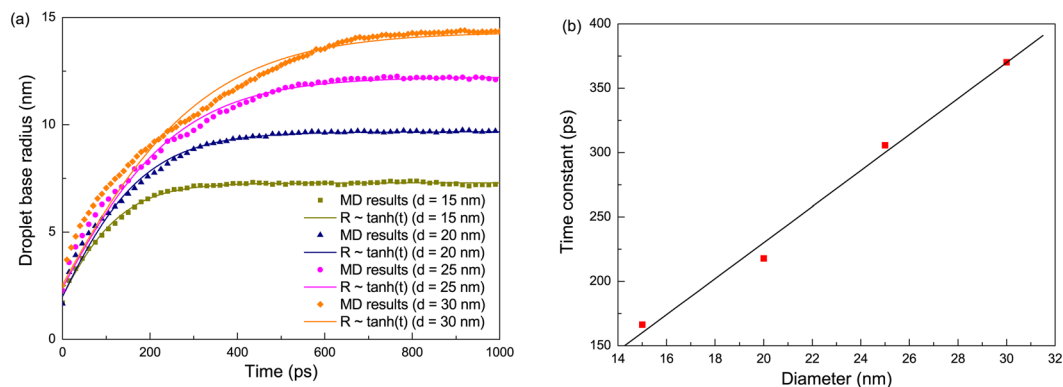 (a)
15
10
5
0
Droplet base radius (nm)
MD results (d = 15 nm)
R ~ tanh(t) (d = 15 nm)
MD results (d = 20 nm)
R ~ tanh(t) (d = 20 nm)
MD results (d = 25 nm)
R ~ tanh(t) (d = 25 nm)
MD results (d = 30 nm)
R ~ tanh(t) (d = 30 nm)
0 200 400 600 800 1000
Time (ps)
(b)
400
350
300
250
200
150
Time constant (ps)
14 16 18 20 22 24 26 28 30 32
Diameter (nm)